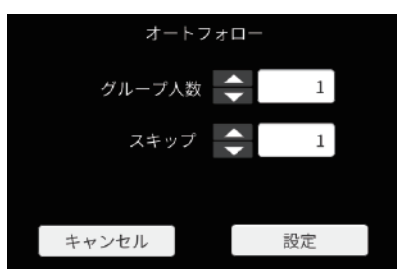 オートフォロー
グループ人数 1
スキップ 1
キャンセル 設定